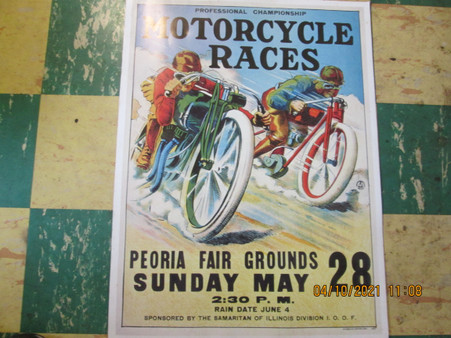 PROFESSIONAL CHAMPIONSHIP
MOTORCYCLE
RACES
PEORIA FAIR GROUNDS
SUNDAY MAY 28
2:30 P. M.
RAIN DATE JUNE 4
SPONSORED BY THE SAMARITAN OF ILLINOIS DIVISION I. O. O. F.
04/10/2021 11:08